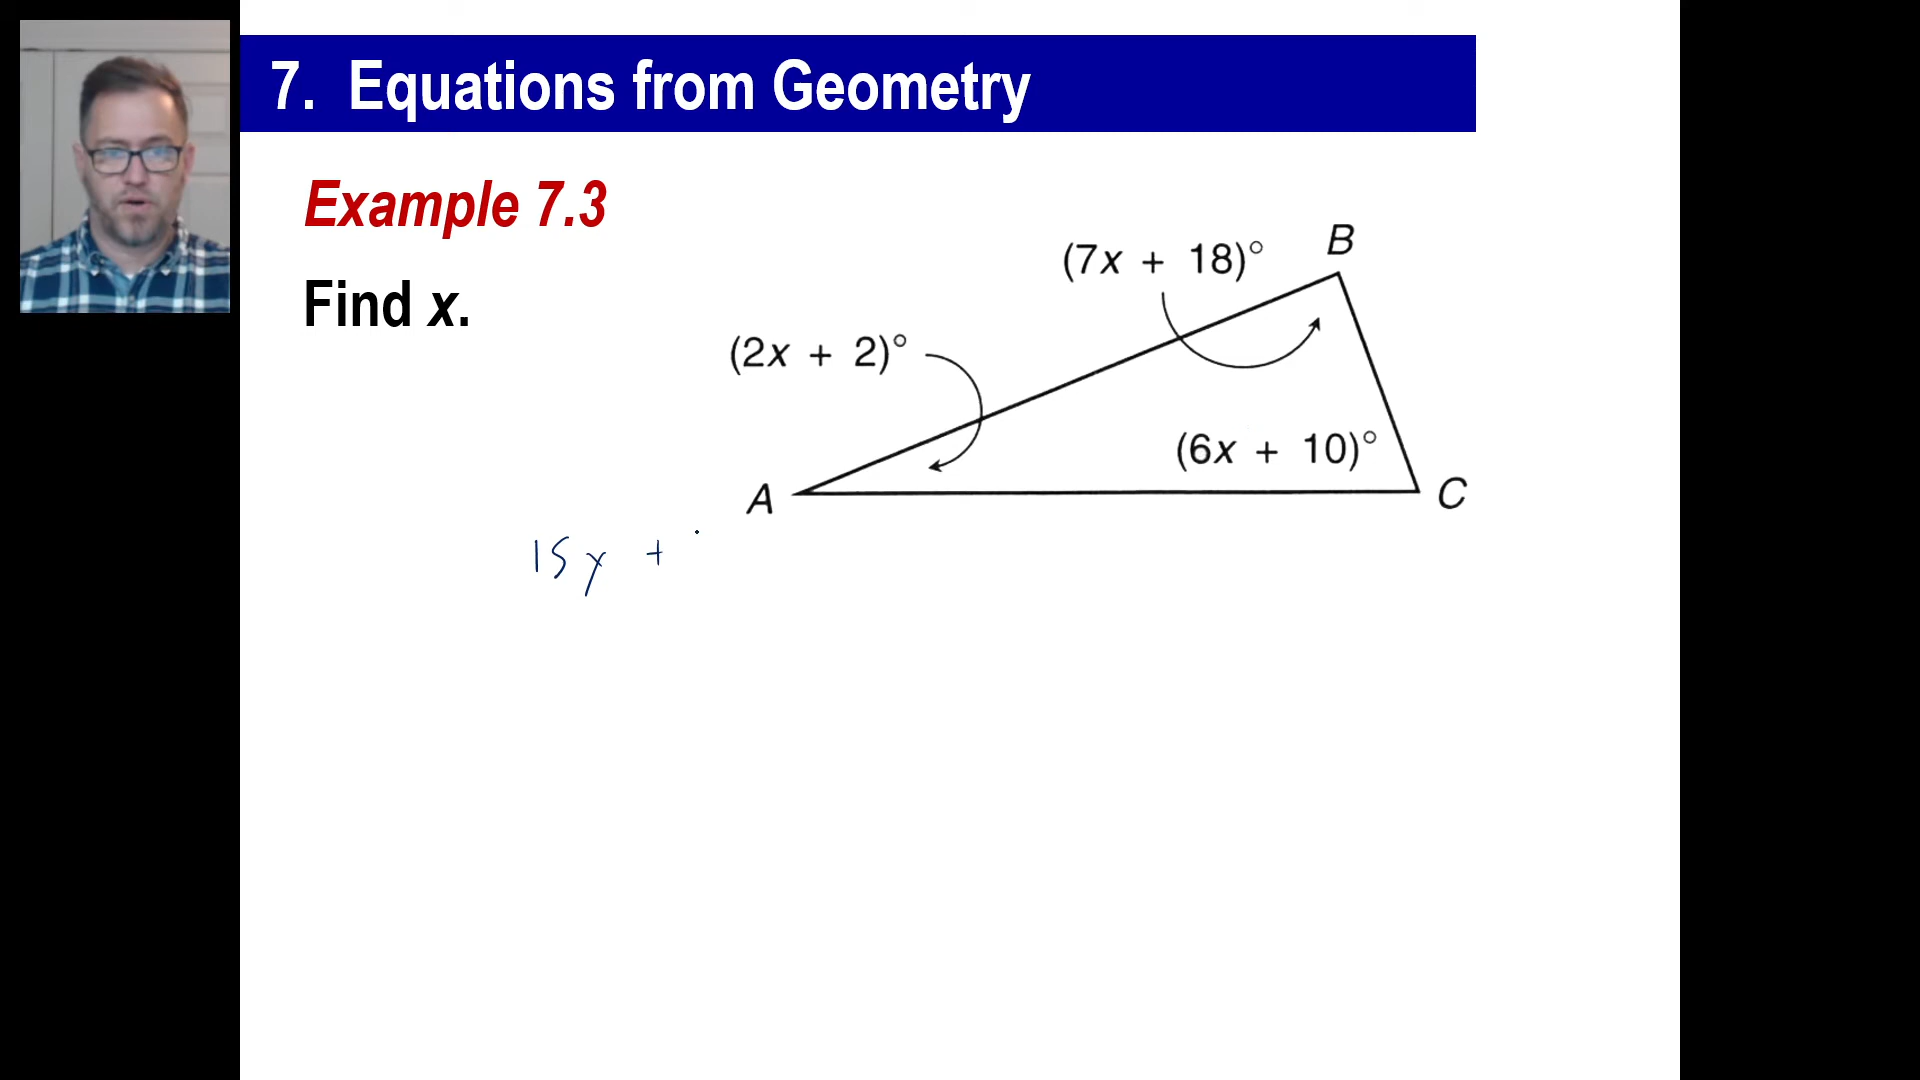 7. Equations from Geometry
Example 7.3
Find x.
(7x + 18)°
B
(2x + 2)°
(6x + 10)°
A
C
15x +